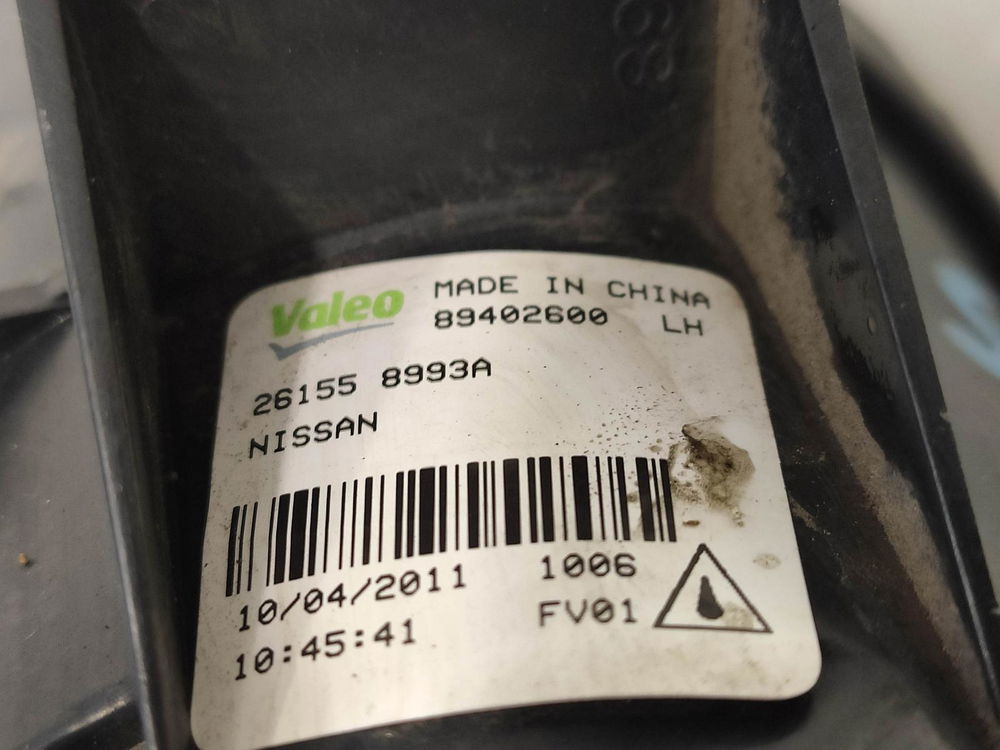 Valeo MADE IN CHINA
89402600 LH
26155 8993A
NISSAN
10/04/2011 1006
10:45:41 FV01